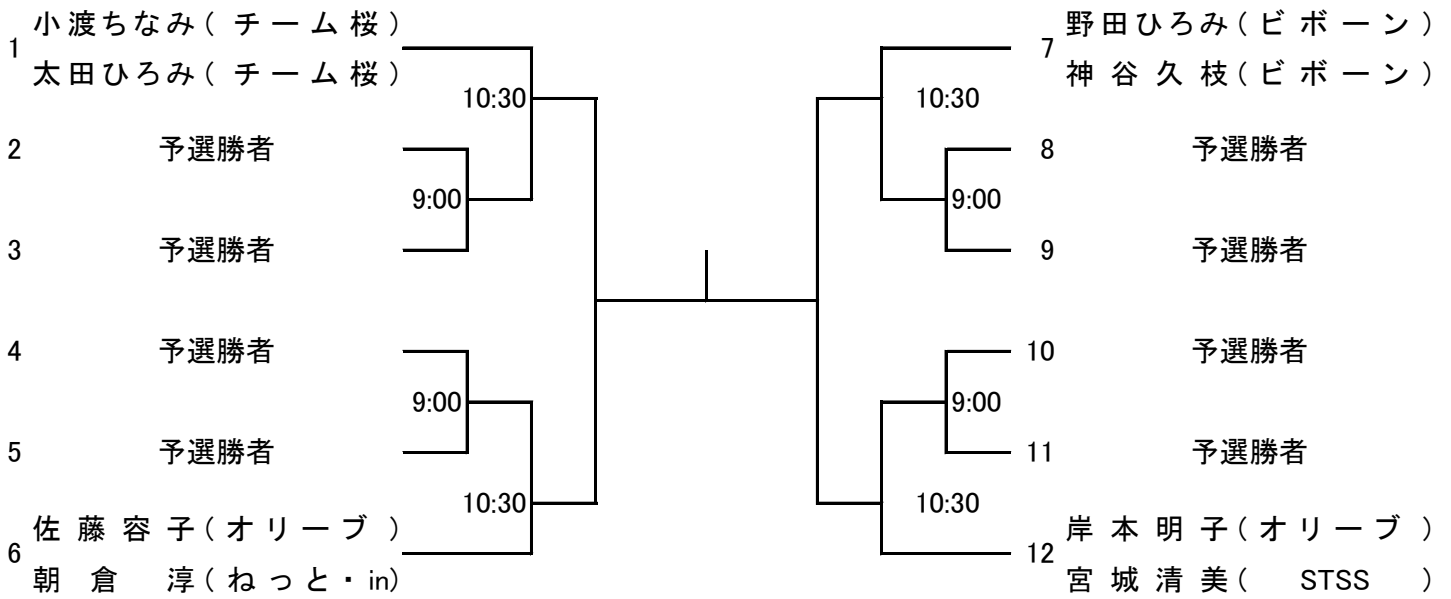 小渡ちなみ(チーム桜)
1
太田ひろみ(チーム桜)
10:30
2 予選勝者
9:00
3 予選勝者
4 予選勝者
9:00
5 予選勝者
10:30
佐藤容子(オリーブ)
6
朝倉 淳(ねっと・in)
野田ひろみ(ビボーン)
7
神谷久枝(ビボーン)
10:30
8 予選勝者
9:00
9 予選勝者
10 予選勝者
9:00
11 予選勝者
10:30
岸本明子(オリーブ)
12
宮城清美( STSS )